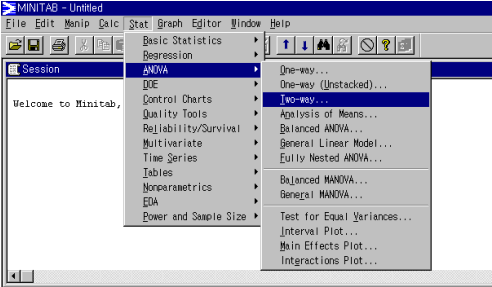 MINITAB - Untitled
File Edit Manip Calc Stat Graph Editor Window Help
Session
Welcome to Minitab,
Basic Statistics
Regression
ANOVA
DOE
Control Charts
Quality Tools
Reliability/Survival
Multivariate
Time Series
Tables
Nonparametrics
EDA
Power and Sample Size
One-way...
One-way (Unstacked)...
Two-way...
Analysis of Means...
Balanced ANOVA...
General Linear Model...
Fully Nested ANOVA...
Balanced MANOVA...
General MANOVA...
Test for Equal Variances...
Interval Plot...
Main Effects Plot...
Interactions Plot...